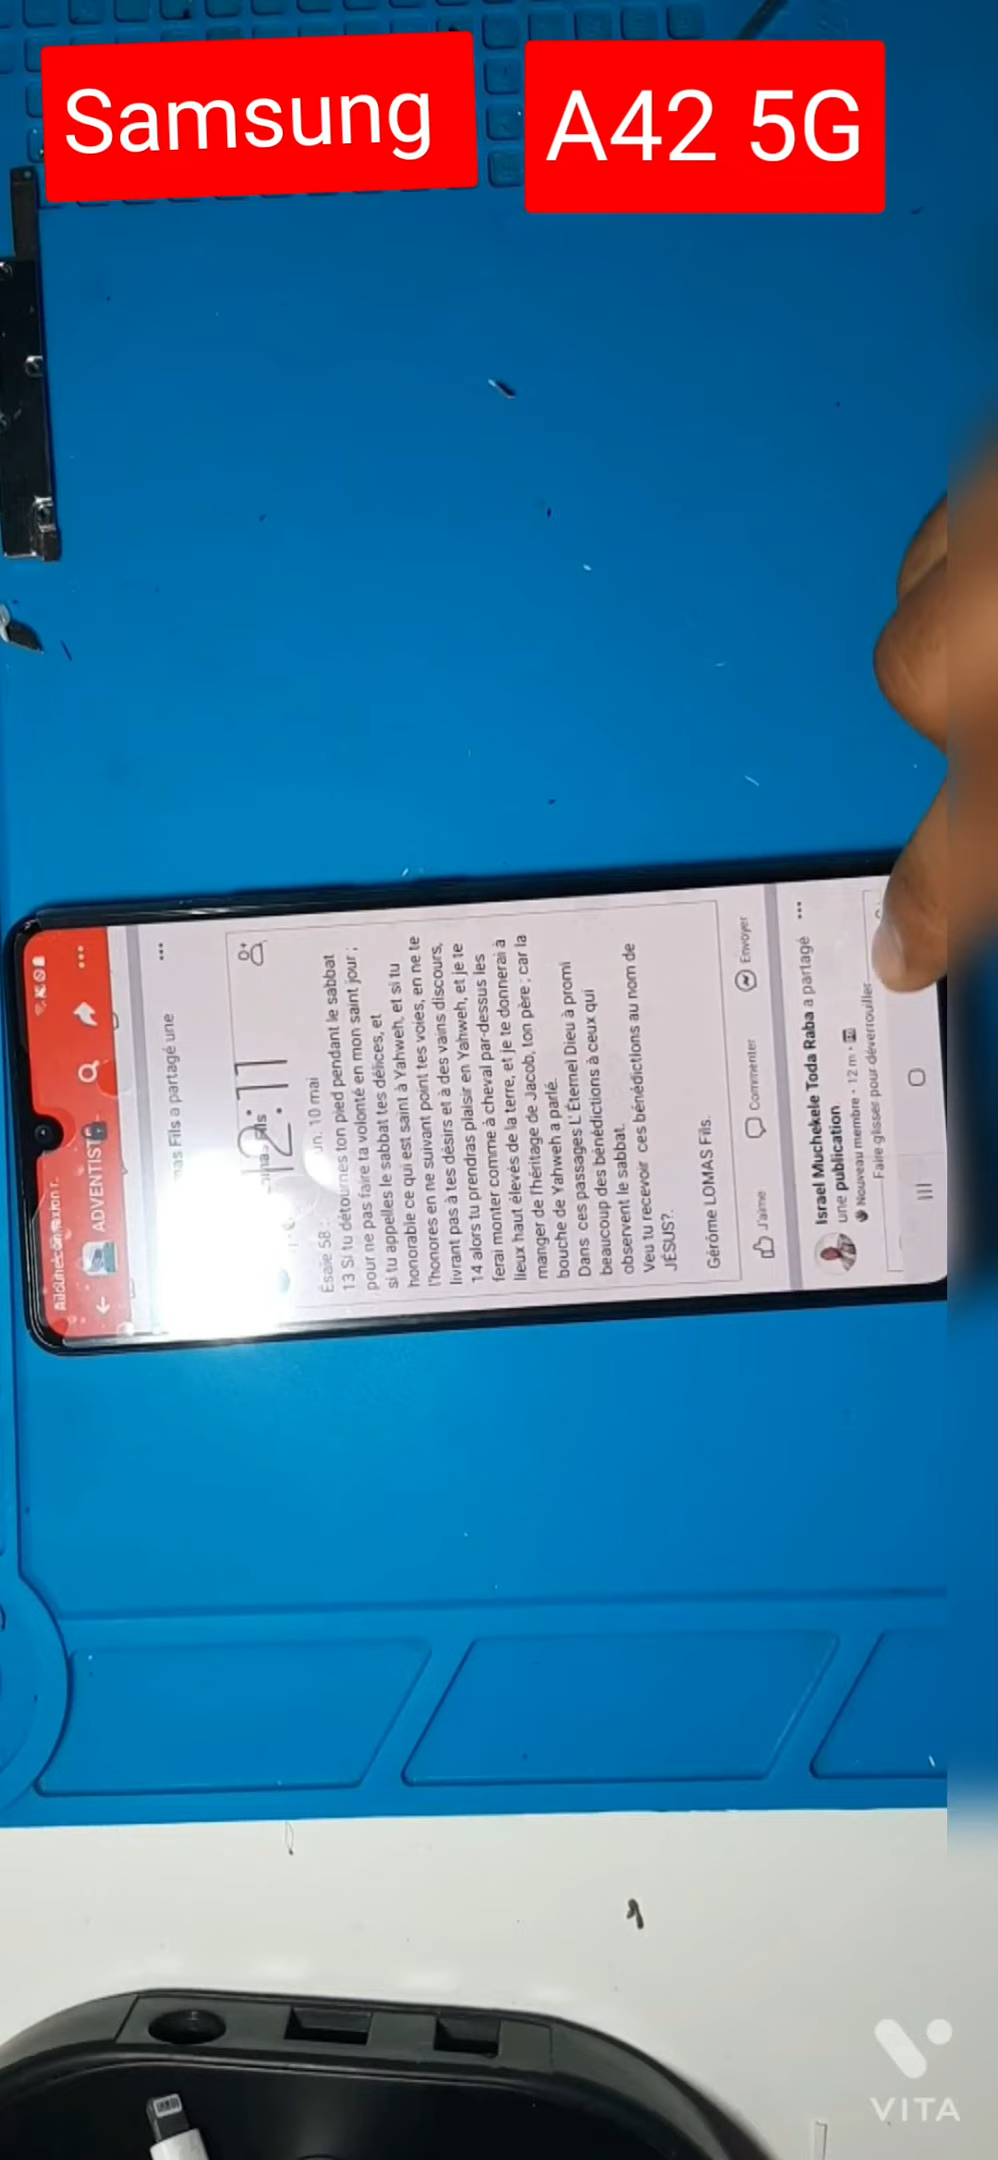 Samsung
A42 5G
ADVENTISTE
nas Fils a partagé une
12:11
Fils
un. 10 mai
Esaïe 58 :
13 Si tu détournes ton pied pendant le sabbat
pour ne pas faire ta volonté en mon saint jour ;
si tu appelles le sabbat tes délices, et
honorable ce qui est saint à Yahweh, et si tu
l'honores en ne suivant point tes voies, en ne te
livrant pas à tes désirs et à des vains discours,
14 alors tu prendras plaisir en Yahweh, et je te
ferai monter comme à cheval par-dessus les
lieux haut élevés de la terre, et je te donnerai à
manger de l'héritage de Jacob, ton père ; car la
bouche de Yahweh a parlé.
Dans ces passages L' Éternel Dieu à promi
beaucoup des bénédictions à ceux qui
observent le sabbat.
Veu tu recevoir ces bénédictions au nom de
JÉSUS?.
Gérôme LOMAS Fils.
J'aime
Commenter
Envoyer
Israel Muchekele Toda Raba a partagé
une publication
Nouveau membre · 12 m ·
Faire glisser pour déverrouiller
VITA